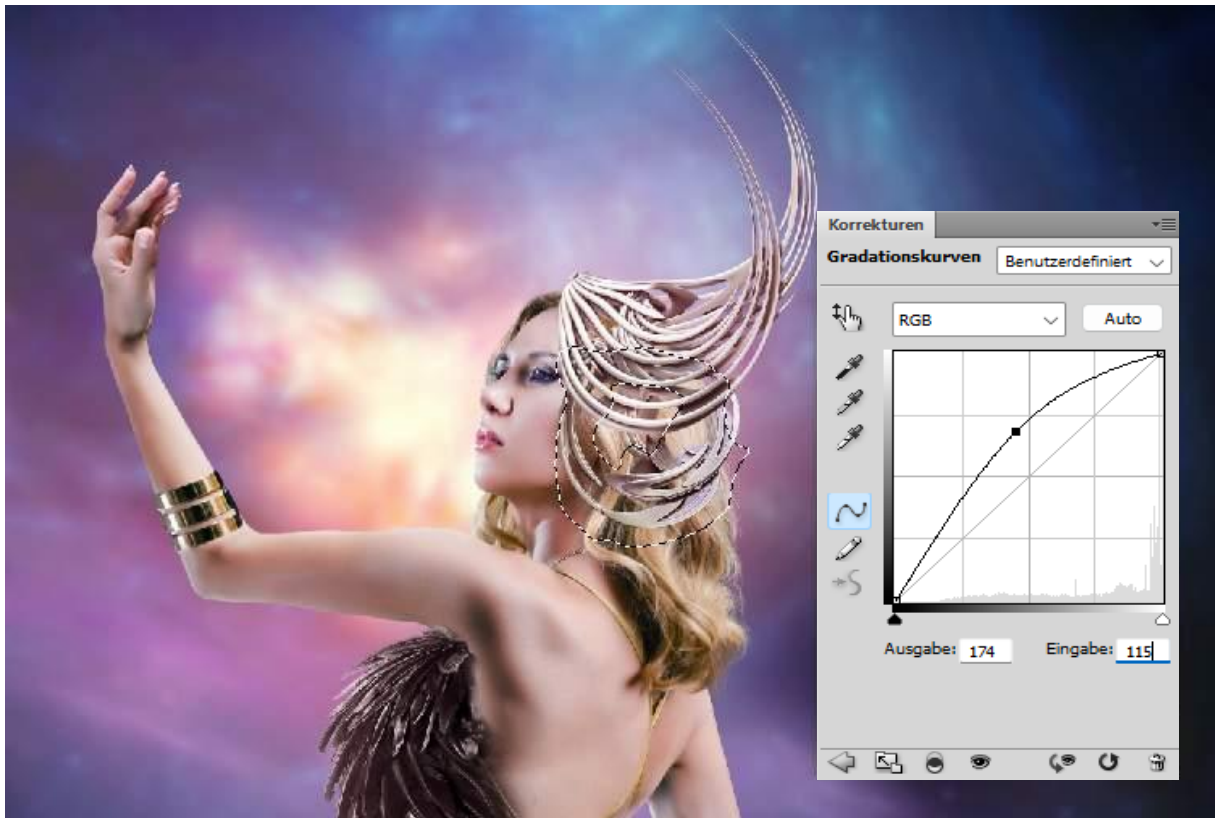 Korrekturen
Gradationskurven Benutzerdefiniert
RGB Auto
Ausgabe: 174 Eingabe: 115